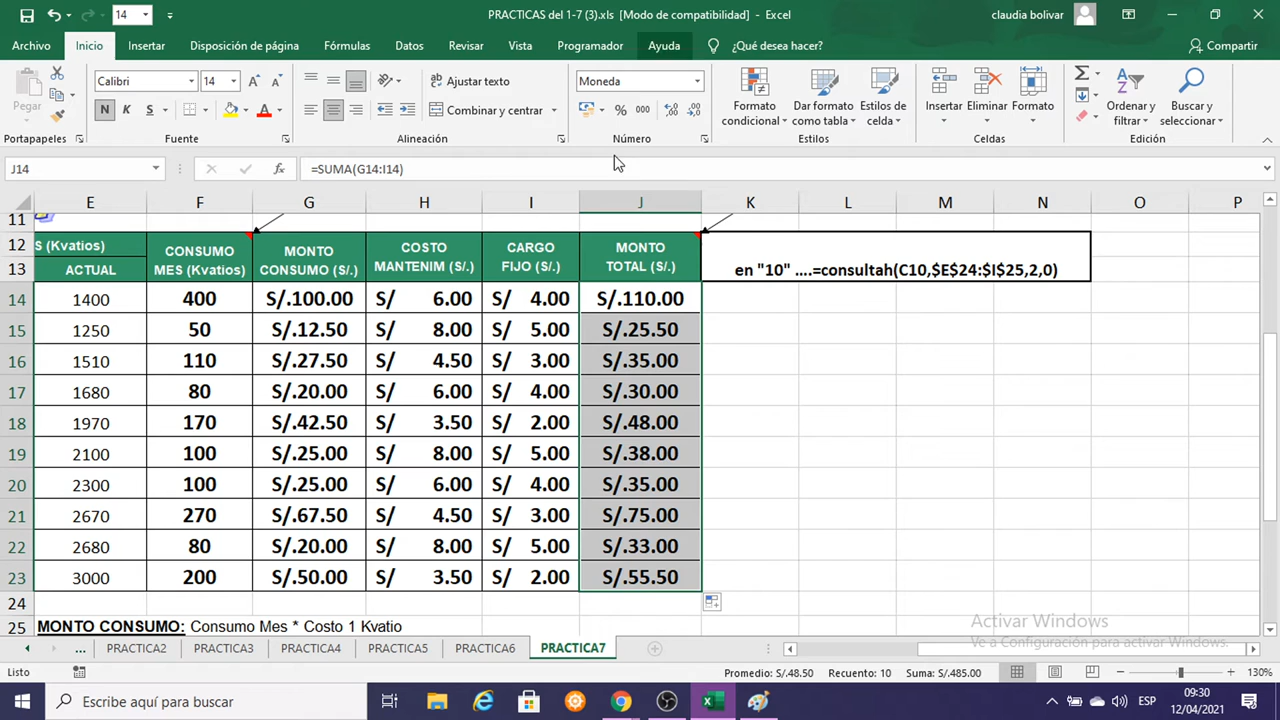 14 PRACTICAS del 1-7 (3).xls [Modo de compatibilidad] - Excel claudia bolivar
Archivo Inicio Insertar Disposición de página Fórmulas Datos Revisar Vista Programador Ayuda ¿Qué desea hacer? Compartir
Pegar Calibri 14 Ajustar texto Moneda
N K S Combinar y centrar % 000
Formato condicional Dar formato como tabla Estilos de celda Insertar Eliminar Formato Ordenar y filtrar Buscar y seleccionar
Portapapeles Fuente Alineación Número Estilos Celdas Edición
J14 fx =SUMA(G14:I14)
E F G H I J K L M N O P
11
12 S (Kvatios) CONSUMO MONTO COSTO CARGO MONTO
13 ACTUAL MES (Kvatios) CONSUMO (S/.) MANTENIM (S/.) FIJO (S/.) TOTAL (S/.) en "10" ....=consultah(C10,$E$24:$I$25,2,0)
14 1400 400 S/.100.00 S/ 6.00 S/ 4.00 S/.110.00
15 1250 50 S/.12.50 S/ 8.00 S/ 5.00 S/.25.50
16 1510 110 S/.27.50 S/ 4.50 S/ 3.00 S/.35.00
17 1680 80 S/.20.00 S/ 6.00 S/ 4.00 S/.30.00
18 1970 170 S/.42.50 S/ 3.50 S/ 2.00 S/.48.00
19 2100 100 S/.25.00 S/ 8.00 S/ 5.00 S/.38.00
20 2300 100 S/.25.00 S/ 6.00 S/ 4.00 S/.35.00
21 2670 270 S/.67.50 S/ 4.50 S/ 3.00 S/.75.00
22 2680 80 S/.20.00 S/ 8.00 S/ 5.00 S/.33.00
23 3000 200 S/.50.00 S/ 3.50 S/ 2.00 S/.55.50
24
25 MONTO CONSUMO: Consumo Mes * Costo 1 Kvatio
Activar Windows
Ve a Configuración para activar Windows.
... PRACTICA2 PRACTICA3 PRACTICA4 PRACTICA5 PRACTICA6 PRACTICA7
Listo Promedio: S/.48.50 Recuento: 10 Suma: S/.485.00 130%
Escribe aquí para buscar ESP 09:30
12/04/2021